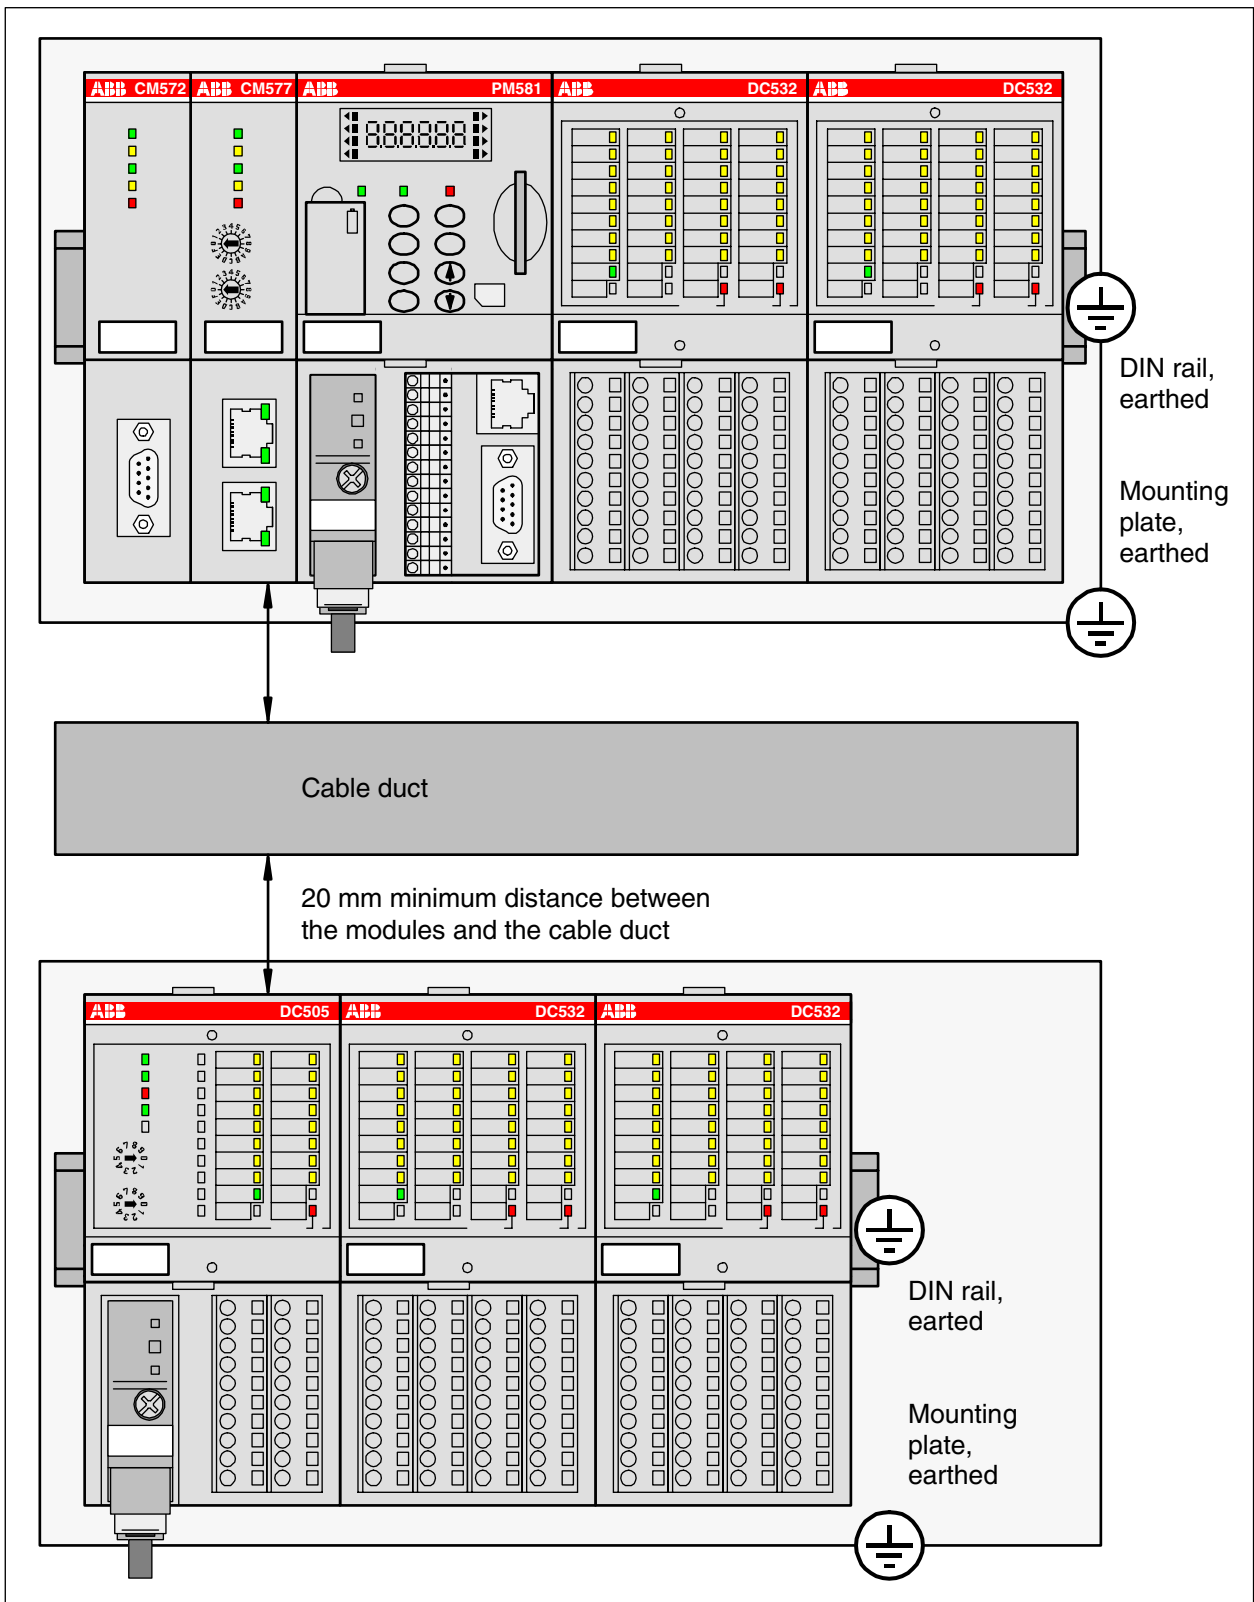 ABB CM572 ABB CM577 ABB PM581 ABB DC532 ABB DC532
8.8.8.8.8.8
DIN rail,
earthed
Mounting
plate,
earthed
Cable duct
20 mm minimum distance between
the modules and the cable duct
ABB DC505 ABB DC532 ABB DC532
DIN rail,
earted
Mounting
plate,
earthed